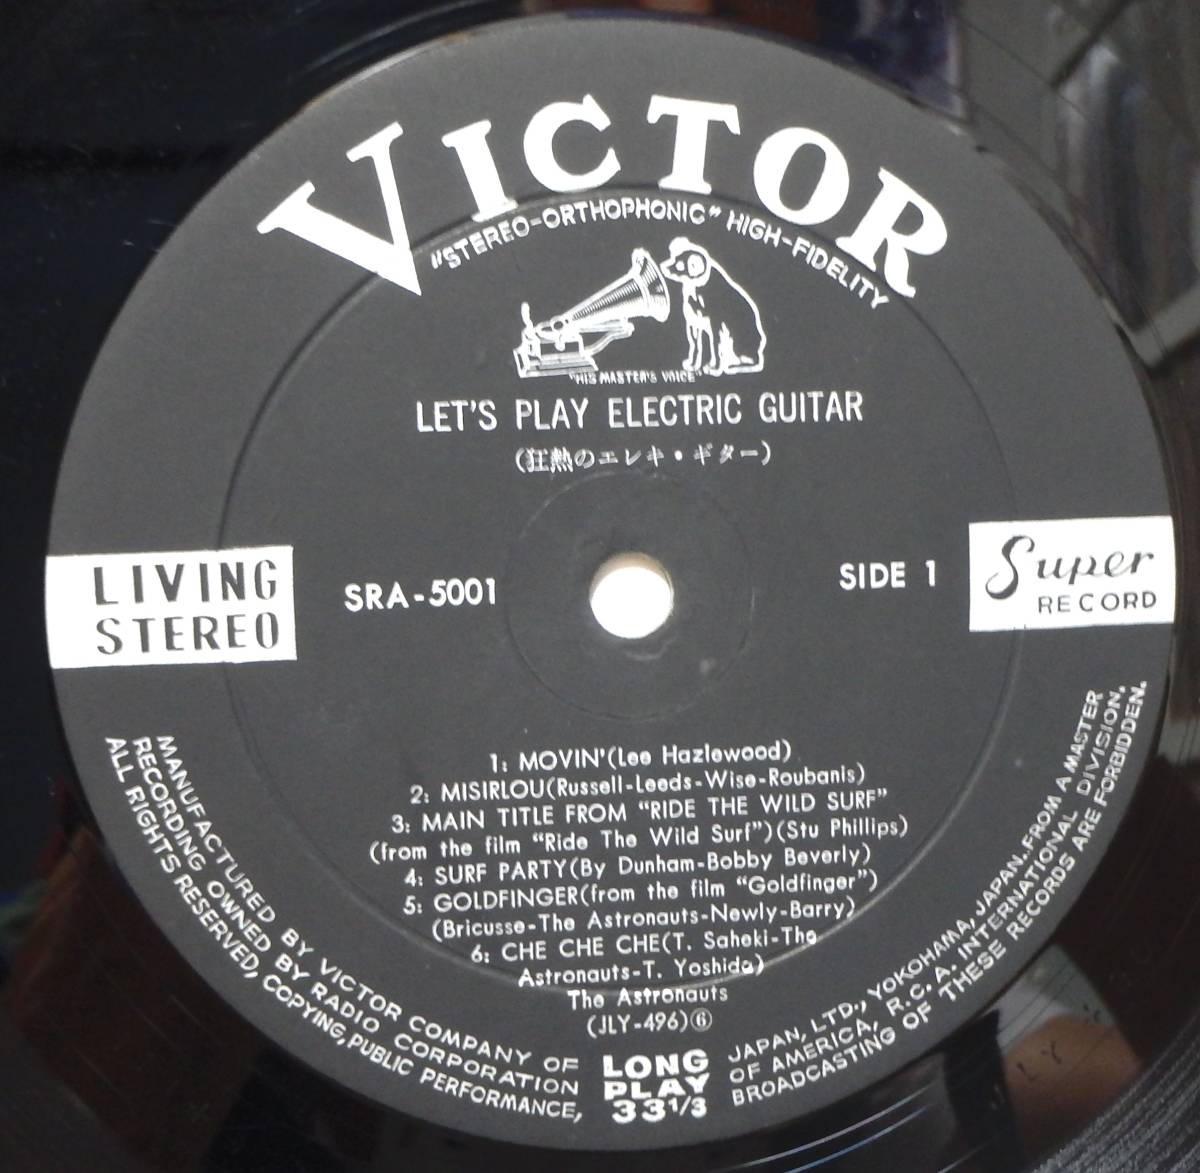 VICTOR
"STEREO-ORTHOPHONIC" HIGH-FIDELITY
"HIS MASTER'S VOICE"
LET'S PLAY ELECTRIC GUITAR
(狂熱のエレキ・ギター)
LIVING
STEREO
SRA-5001
SIDE 1
Super
RECORD
1: MOVIN'(Lee Hazlewood)
2: MISIRLOU(Russell-Leeds-Wise-Roubanis)
3: MAIN TITLE FROM "RIDE THE WILD SURF"
(from the film "Ride The Wild Surf")(Stu Phillips)
4: SURF PARTY(By Dunham-Bobby Beverly)
5: GOLDFINGER(from the film "Goldfinger")
(Bricusse-The Astronauts-Newly-Barry)
6: CHE CHE CHE(T. Saheki-The
Astronauts-T. Yoshida)
The Astronauts
(JLY-496)⑥
MANUFACTURED BY VICTOR COMPANY OF JAPAN, LTD., YOKOHAMA, JAPAN. FROM A MASTER
RECORDING OWNED BY RADIO CORPORATION OF AMERICA, R.C.A. INTERNATIONAL DIVISION.
ALL RIGHTS RESERVED, COPYING, PUBLIC PERFORMANCE, BROADCASTING OF THESE RECORDS ARE FORBIDDEN.
LONG
PLAY
33 1/3